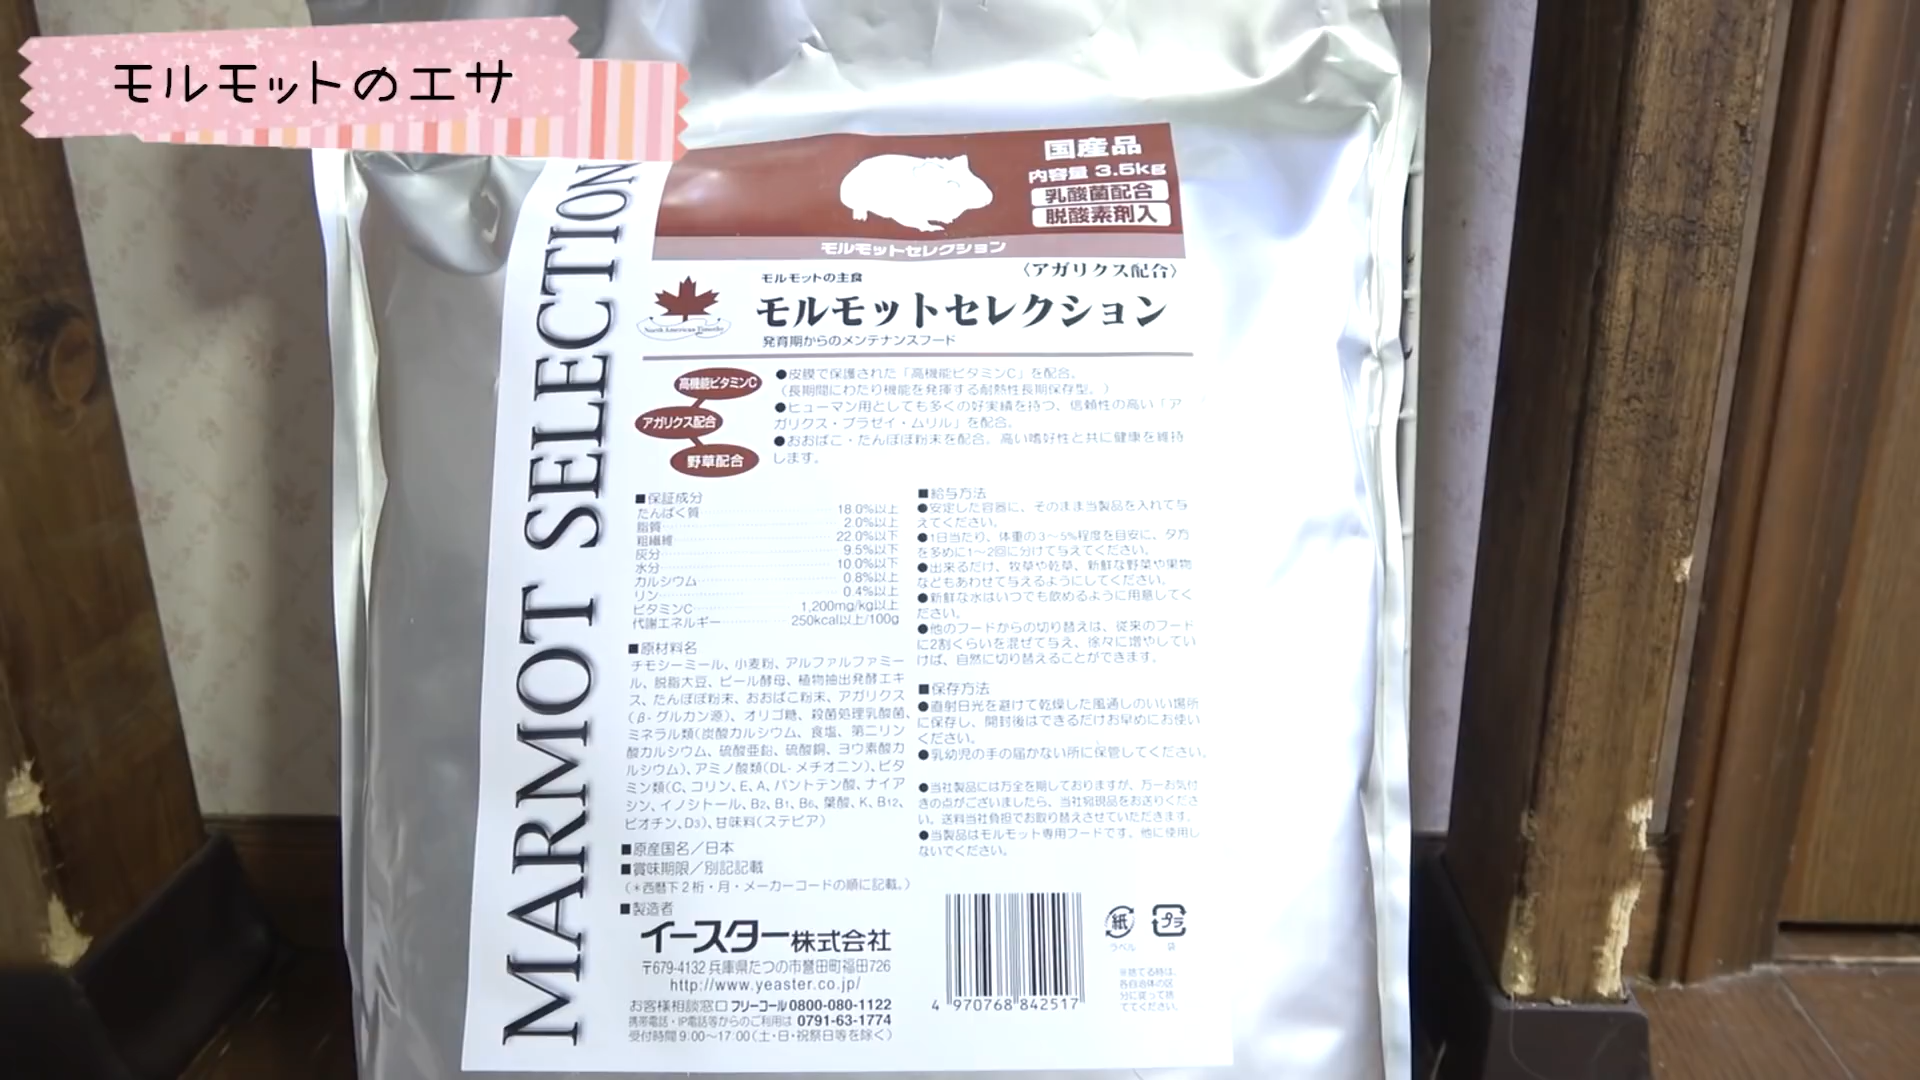 モルモットのエサ
MARMOT SELECTION
国産品
内容量 3.5kg
乳酸菌配合
脱酸素剤入
モルモットセレクション
〈アガリクス配合〉
モルモットの主食
モルモットセレクション
発育期からのメンテナンスフード
North American Timothy
高機能ビタミンC
アガリクス配合
野草配合
●皮膜で保護された「高機能ビタミンC」を配合。
（長期間にわたり機能を発揮する耐熱性長期保存型。）
●ヒューマン用としても多くの好実績を持つ、信頼性の高い「ア
ガリクス・ブラゼイ・ムリル」を配合。
●おおばこ・たんぽぽ粉末を配合。高い嗜好性と共に健康を維持
します。
■保証成分
たんぱく質 18.0%以上
脂質 2.0%以上
粗繊維 22.0%以下
灰分 9.5%以下
水分 10.0%以下
カルシウム 0.8%以上
リン 0.4%以上
ビタミンC 1,200mg/kg以上
代謝エネルギー 250kcal以上/100g
■原材料名
チモシーミール、小麦粉、アルファルファミー
ル、脱脂大豆、ビール酵母、植物抽出発酵エキ
ス、たんぽぽ粉末、おおばこ粉末、アガリクス
（β-グルカン源）、オリゴ糖、殺菌処理乳酸菌、
ミネラル類（炭酸カルシウム、食塩、第二リン
酸カルシウム、硫酸亜鉛、硫酸銅、ヨウ素酸カ
ルシウム）、アミノ酸類（DL-メチオニン）、ビタ
ミン類（C、コリン、E、A、パントテン酸、ナイア
シン、イノシトール、B2、B1、B6、葉酸、K、B12、
ビオチン、D3）、甘味料（ステビア）
■原産国名／日本
■賞味期限／別記記載
（＊西暦下2桁・月・メーカーコードの順に記載。）
■製造者
イースター株式会社
〒679-4132 兵庫県たつの市誉田町福田726
http://www.yeaster.co.jp/
お客様相談窓口 フリーコール 0800-080-1122
携帯電話・IP電話等からのご利用は 0791-63-1774
受付時間 9:00〜17:00（土・日・祝祭日等を除く）
■給与方法
●安定した容器に、そのまま当製品を入れて与
えてください。
●1日当たり、体重の3〜5%程度を目安に、夕方
を多めに1〜2回に分けて与えてください。
●出来るだけ、牧草や乾草、新鮮な野菜や果物
などもあわせて与えるようにしてください。
●新鮮な水はいつでも飲めるように用意してく
ださい。
●他のフードからの切り替えは、従来のフード
に2割くらいを混ぜて与え、徐々に増やしてい
けば、自然に切り替えることができます。
■保存方法
●直射日光を避けて乾燥した風通しのいい場所
に保存し、開封後はできるだけお早めにお使い
ください。
●乳幼児の手の届かない所に保管してください。
●当社製品には万全を期しておりますが、万一お気付
きの点がございましたら、当社宛現品をお送りくださ
い。送料当社負担でお取り替えさせていただきます。
●当製品はモルモット専用フードです。他に使用し
ないでください。
4 970768 842517
紙
ラベル
プラ
袋
※捨てる時は、
各自治体の区
分に従って捨
ててください。